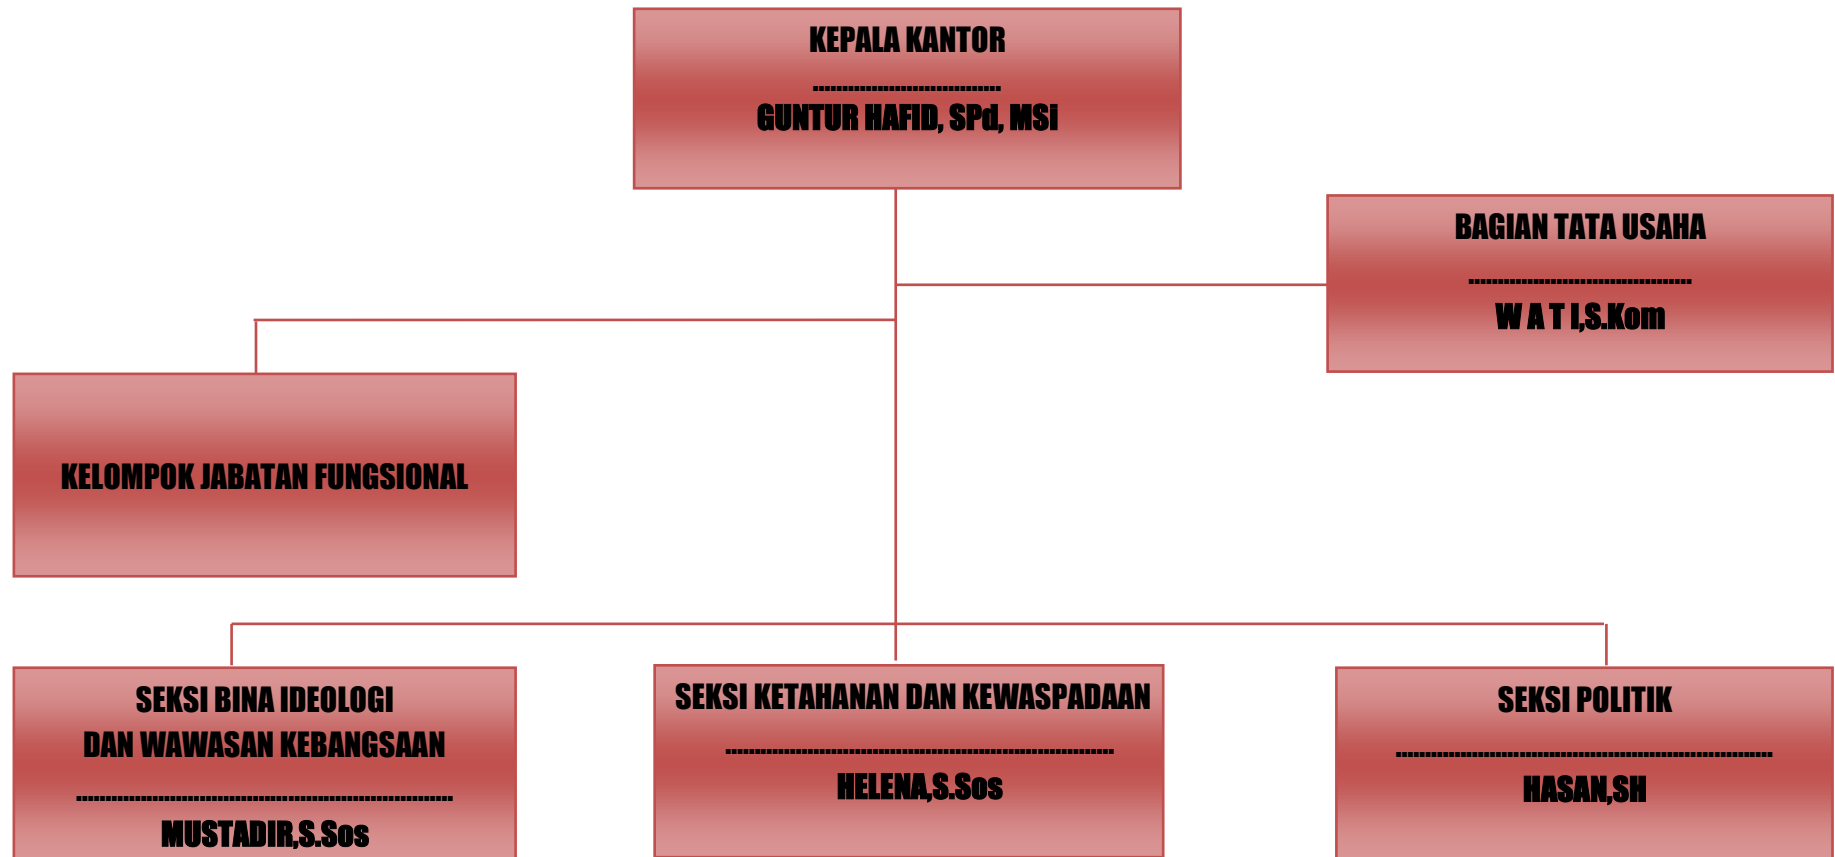 KEPALA KANTOR
................................
GUNTUR HAFID, SPd, MSi
BAGIAN TATA USAHA
......................................
W A T I,S.Kom
KELOMPOK JABATAN FUNGSIONAL
SEKSI BINA IDEOLOGI
DAN WAWASAN KEBANGSAAN
................................................................
MUSTADIR,S.Sos
SEKSI KETAHANAN DAN KEWASPADAAN
..................................................................
HELENA,S.Sos
SEKSI POLITIK
................................................................
HASAN,SH